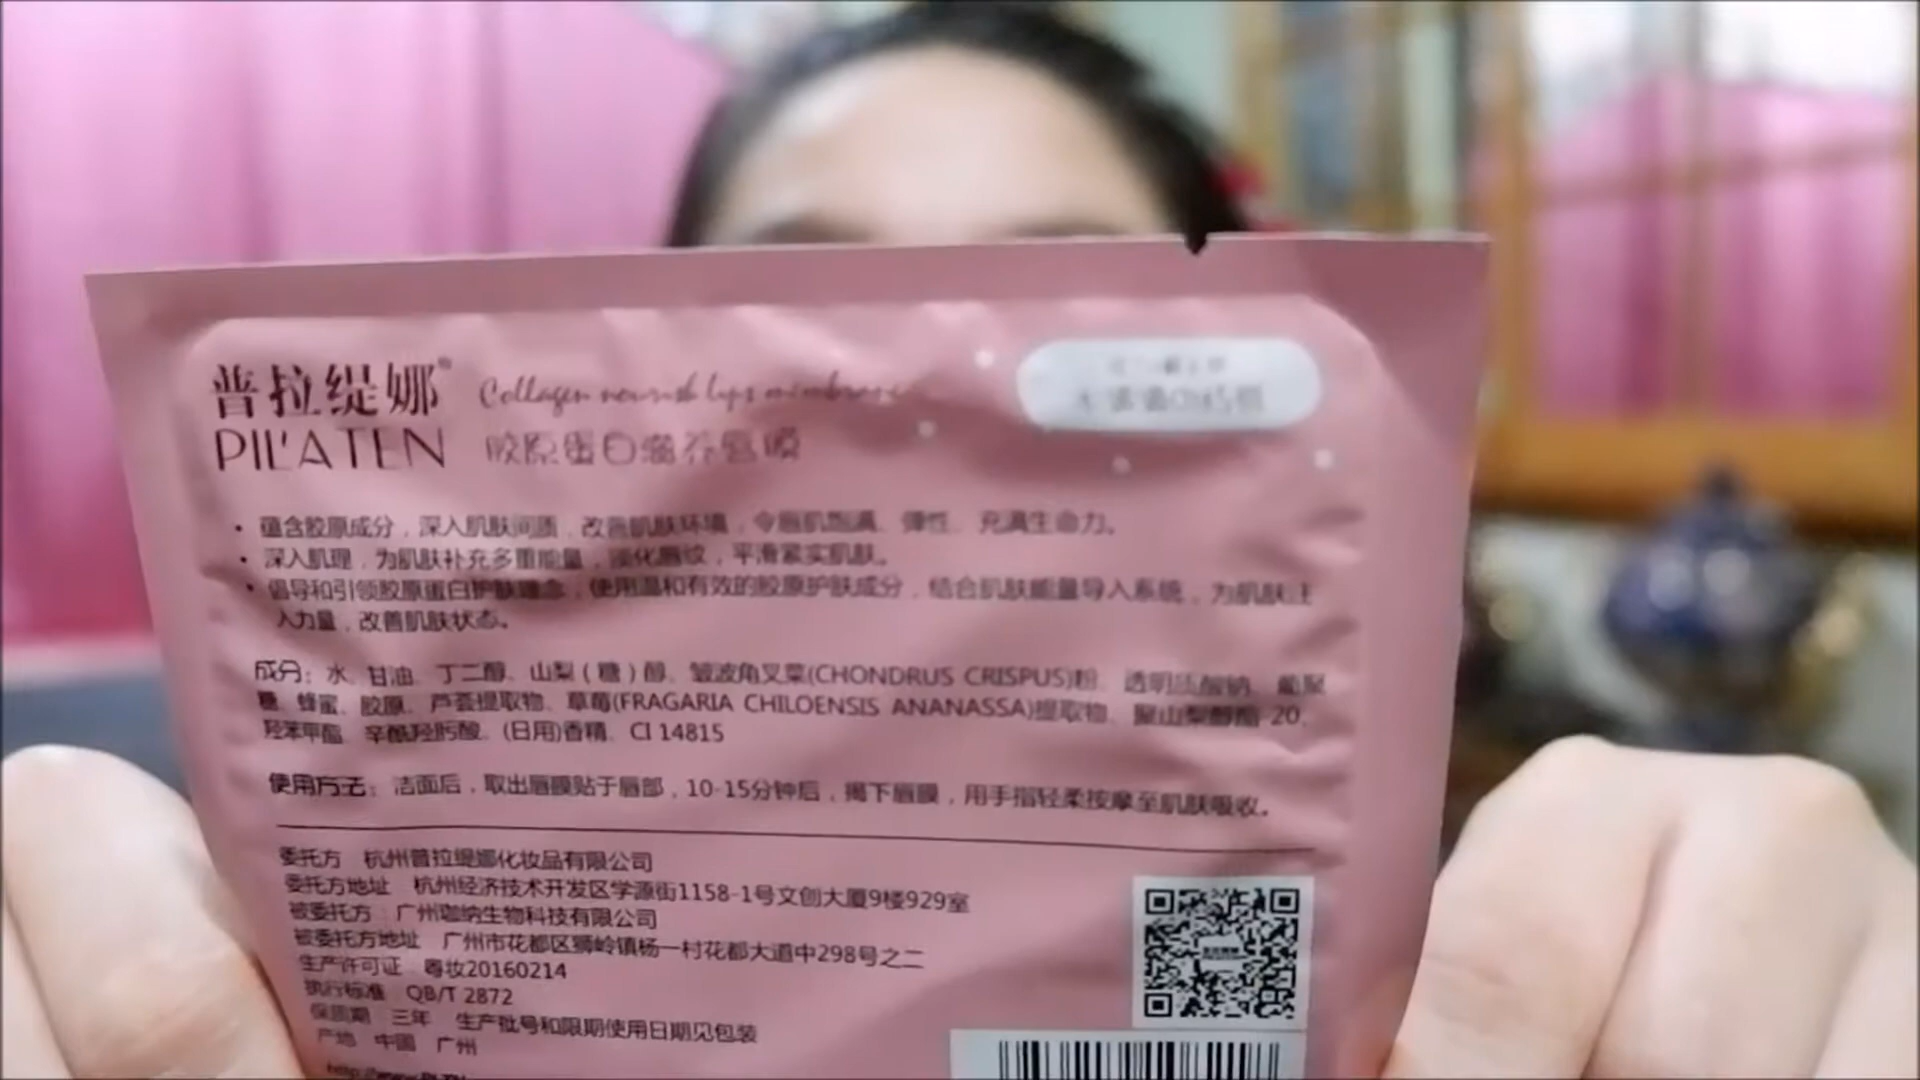 普拉缇娜®
PIL'ATEN
Collagen nourish lips membrane
胶原蛋白滋养唇膜
• 蕴含胶原成分，深入肌肤间质，改善肌肤环境，令唇肌饱满、弹性、充满生命力。
• 深入肌理，为肌肤补充多重能量，淡化唇纹，平滑紧实肌肤。
• 倡导和引领胶原蛋白护肤理念，使用温和有效的胶原护肤成分，结合肌肤能量导入系统，为肌肤注
入力量，改善肌肤状态。
成分：水、甘油、丁二醇、山梨（糖）醇、皱波角叉菜(CHONDRUS CRISPUS)粉、透明质酸钠、葡聚
糖、蜂蜜、胶原、芦荟提取物、草莓(FRAGARIA CHILOENSIS ANANASSA)提取物、聚山梨醇酯-20、
羟苯甲酯、辛酰羟肟酸、(日用)香精、CI 14815
使用方法：洁面后，取出唇膜贴于唇部，10-15分钟后，揭下唇膜，用手指轻柔按摩至肌肤吸收。
委托方：杭州普拉缇娜化妆品有限公司
委托方地址：杭州经济技术开发区学源街1158-1号文创大厦9楼929室
被委托方：广州珈纳生物科技有限公司
被委托方地址：广州市花都区狮岭镇杨一村花都大道中298号之二
生产许可证：粤妆20160214
执行标准：QB/T 2872
保质期：三年 生产批号和限期使用日期见包装
产地：中国 广州